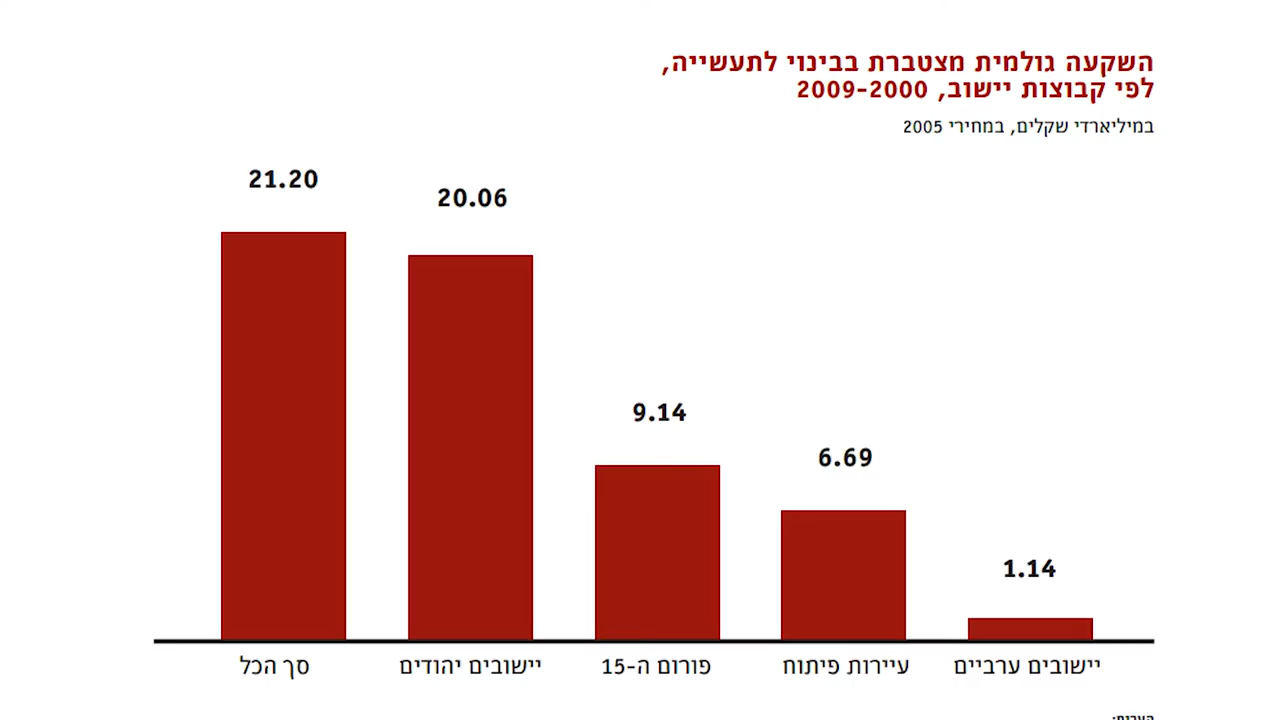 השקעה גולמית מצטברת בבינוי לתעשייה,
לפי קבוצות יישוב, 2009-2000
במיליארדי שקלים, במחירי 2005
21.20
20.06
9.14
6.69
1.14
סך הכל
יישובים יהודים
פורום ה-15
עיירות פיתוח
יישובים ערביים